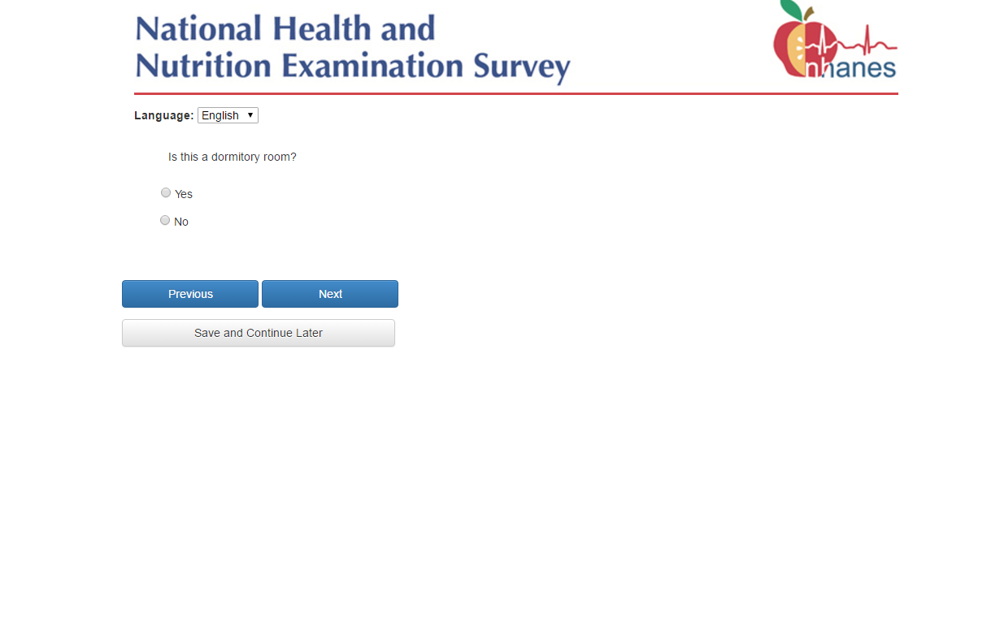 National Health and
Nutrition Examination Survey
nhanes
Language: English
Is this a dormitory room?
Yes
No
Previous Next
Save and Continue Later